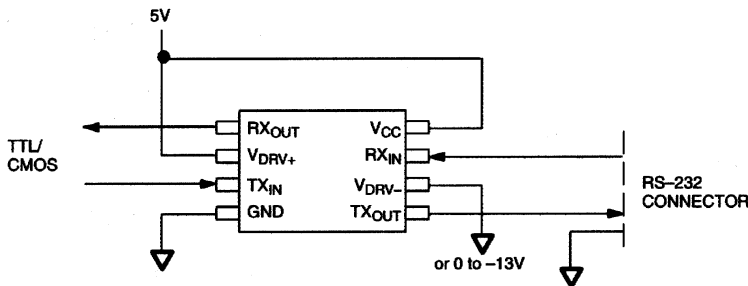 5V
TTL/
CMOS
RXOUT
VDRV+
TXIN
GND
VCC
RXIN
VDRV–
TXOUT
RS–232
CONNECTOR
or 0 to –13V